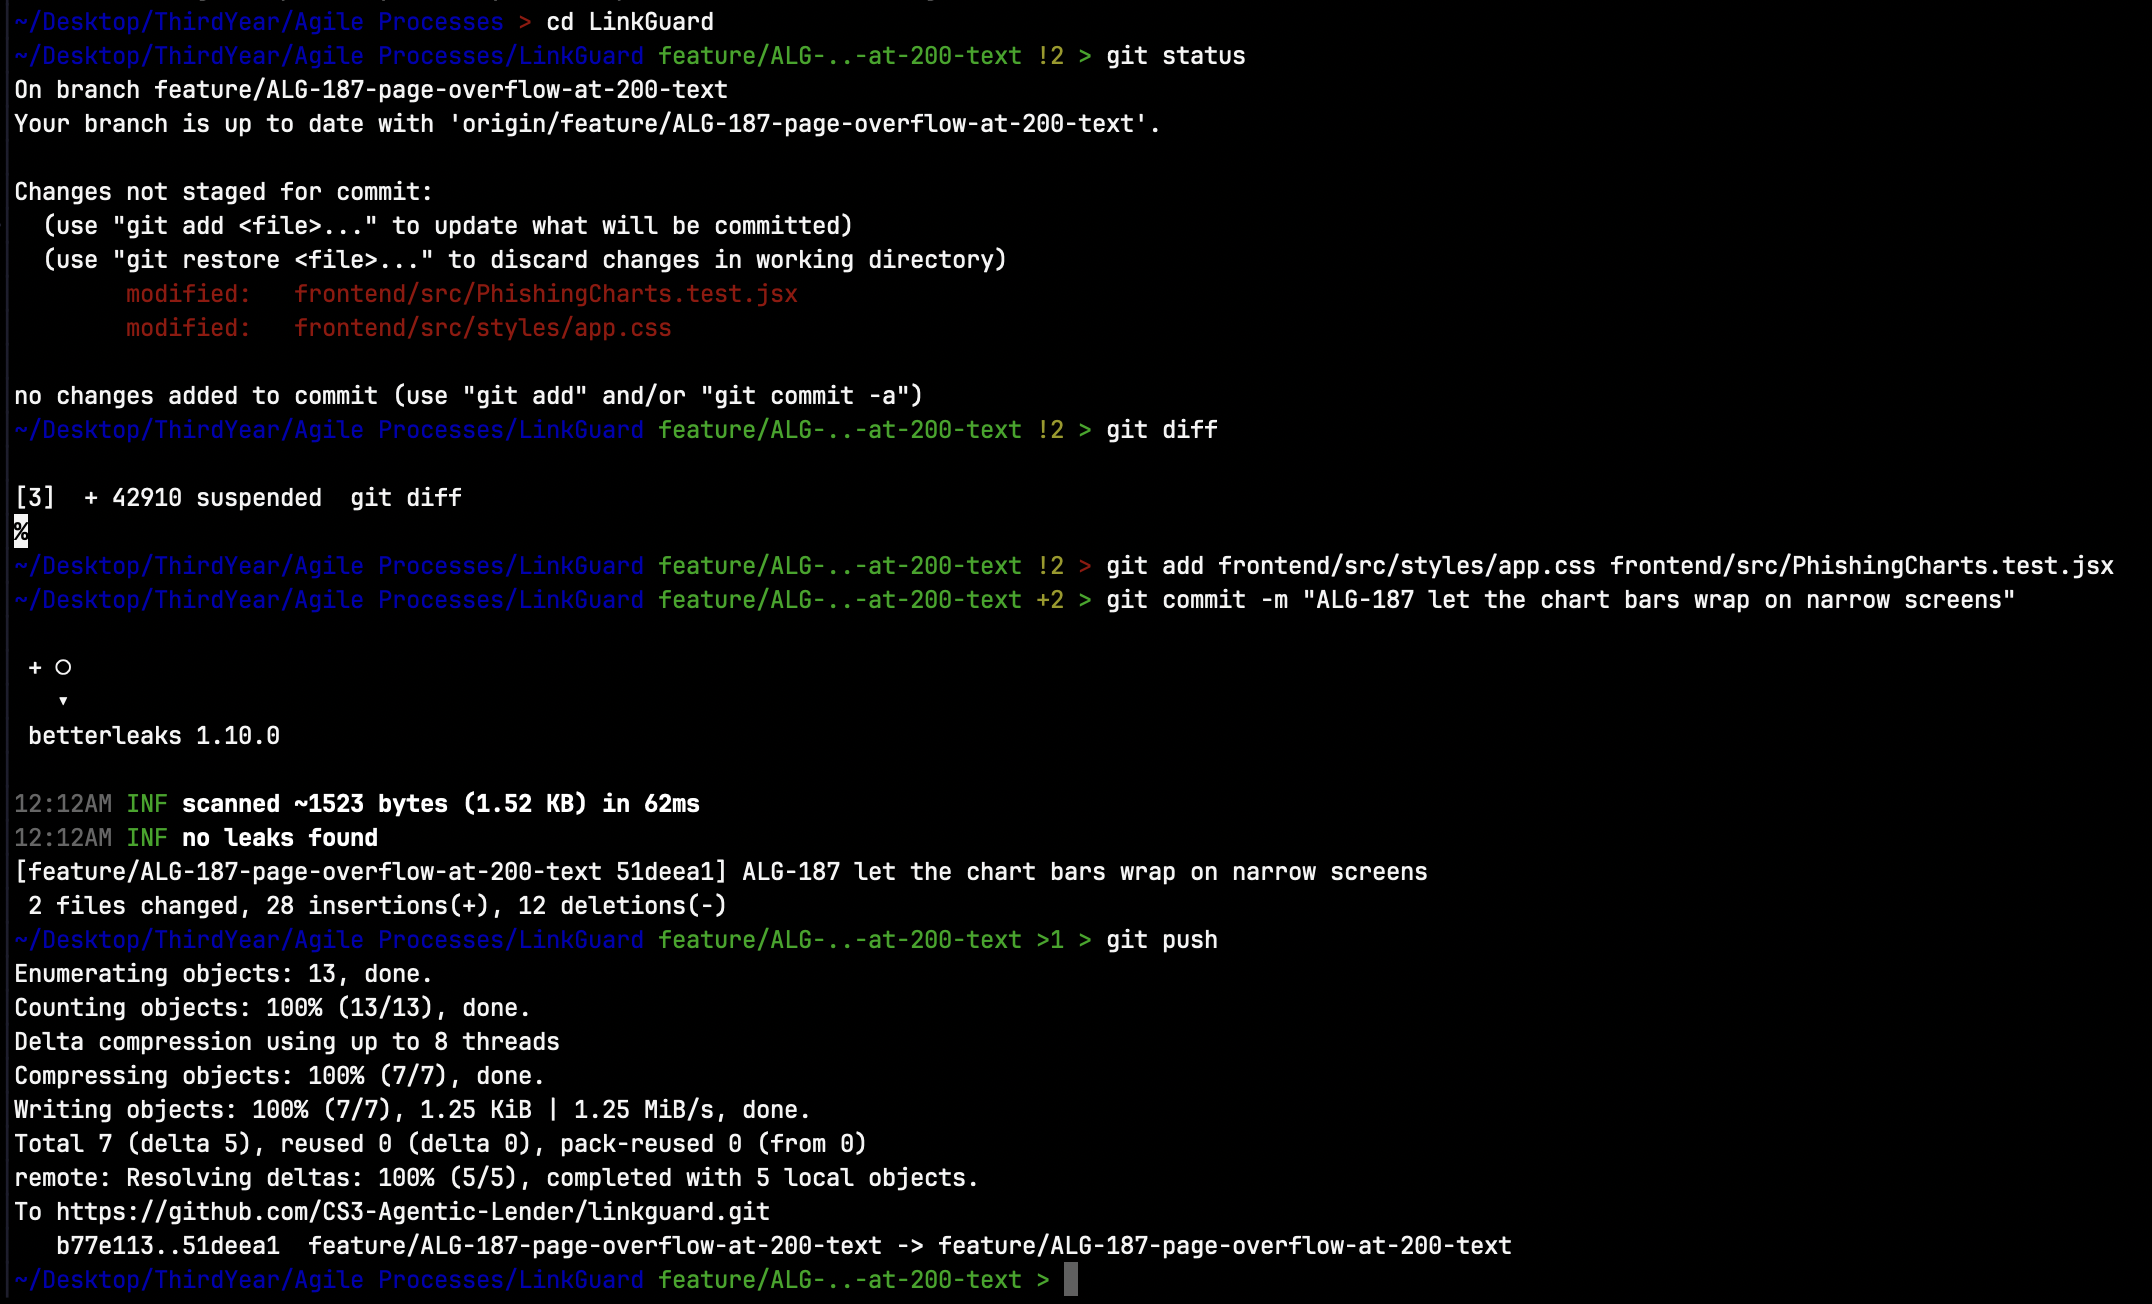 ~/Desktop/ThirdYear/Agile Processes > cd LinkGuard
~/Desktop/ThirdYear/Agile Processes/LinkGuard feature/ALG-..-at-200-text !2 > git status
On branch feature/ALG-187-page-overflow-at-200-text
Your branch is up to date with 'origin/feature/ALG-187-page-overflow-at-200-text'.

Changes not staged for commit:
  (use "git add <file>..." to update what will be committed)
  (use "git restore <file>..." to discard changes in working directory)
        modified:   frontend/src/PhishingCharts.test.jsx
        modified:   frontend/src/styles/app.css

no changes added to commit (use "git add" and/or "git commit -a")
~/Desktop/ThirdYear/Agile Processes/LinkGuard feature/ALG-..-at-200-text !2 > git diff

[3]  + 42910 suspended  git diff
%
~/Desktop/ThirdYear/Agile Processes/LinkGuard feature/ALG-..-at-200-text !2 > git add frontend/src/styles/app.css frontend/src/PhishingCharts.test.jsx
~/Desktop/ThirdYear/Agile Processes/LinkGuard feature/ALG-..-at-200-text +2 > git commit -m "ALG-187 let the chart bars wrap on narrow screens"

 + ○
   ▾
 betterleaks 1.10.0

12:12AM INF scanned ~1523 bytes (1.52 KB) in 62ms
12:12AM INF no leaks found
[feature/ALG-187-page-overflow-at-200-text 51deea1] ALG-187 let the chart bars wrap on narrow screens
 2 files changed, 28 insertions(+), 12 deletions(-)
~/Desktop/ThirdYear/Agile Processes/LinkGuard feature/ALG-..-at-200-text >1 > git push
Enumerating objects: 13, done.
Counting objects: 100% (13/13), done.
Delta compression using up to 8 threads
Compressing objects: 100% (7/7), done.
Writing objects: 100% (7/7), 1.25 KiB | 1.25 MiB/s, done.
Total 7 (delta 5), reused 0 (delta 0), pack-reused 0 (from 0)
remote: Resolving deltas: 100% (5/5), completed with 5 local objects.
To https://github.com/CS3-Agentic-Lender/linkguard.git
   b77e113..51deea1  feature/ALG-187-page-overflow-at-200-text -> feature/ALG-187-page-overflow-at-200-text
~/Desktop/ThirdYear/Agile Processes/LinkGuard feature/ALG-..-at-200-text >